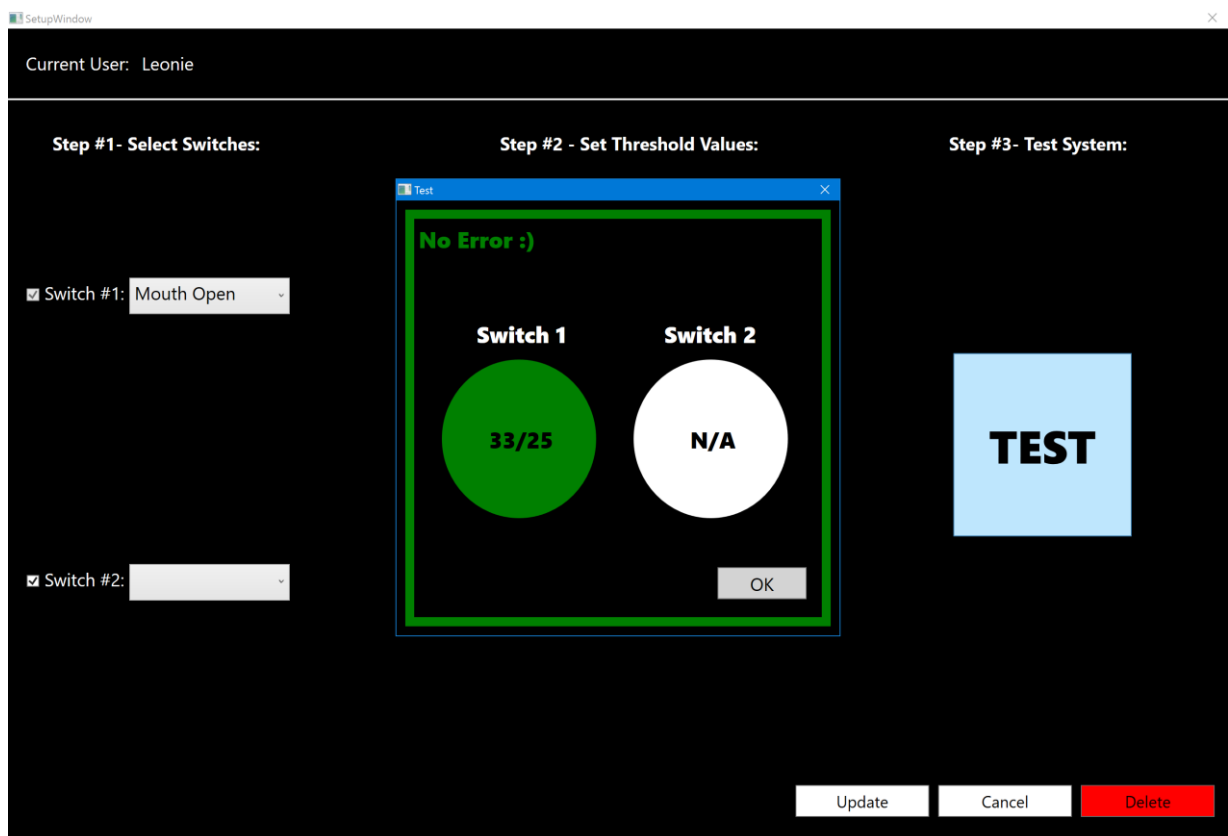 SetupWindow
Current User: Leonie
Step #1- Select Switches:
Step #2 - Set Threshold Values:
Step #3- Test System:
Test
No Error :)
Switch #1: Mouth Open
Switch 1
Switch 2
33/25
N/A
TEST
Switch #2:
OK
Update
Cancel
Delete